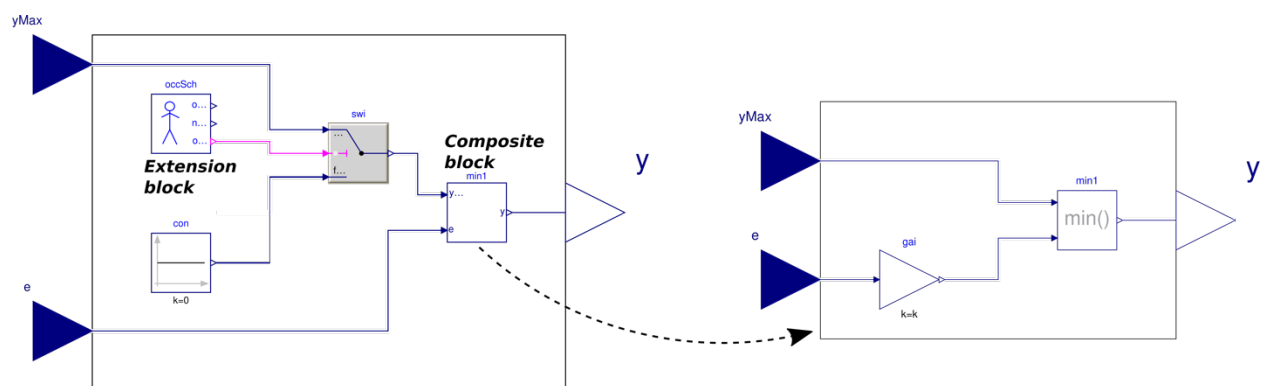 yMax
occSch
o...
n...
o...
Extension
block
swi
...
f...
Composite
block
min1
y...
e
y
y
con
k=0
e
yMax
e
gai
k=k
min1
min()
y